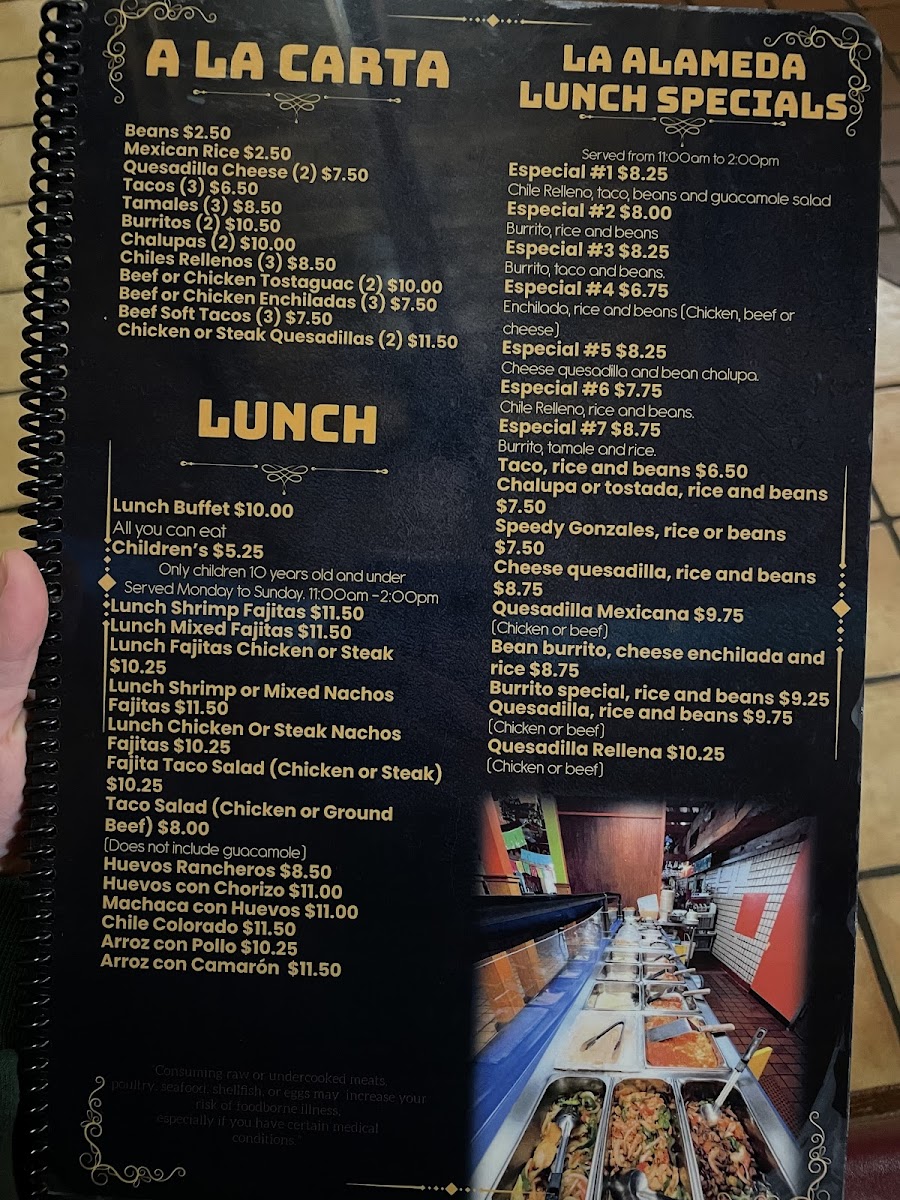 A LA CARTA
Beans $2.50
Mexican Rice $2.50
Quesadilla Cheese (2) $7.50
Tacos (3) $6.50
Tamales (3) $8.50
Burritos (2) $10.50
Chalupas (2) $10.00
Chiles Rellenos (3) $8.50
Beef or Chicken Tostaguac (2) $10.00
Beef or Chicken Enchiladas (3) $7.50
Beef Soft Tacos (3) $7.50
Chicken or Steak Quesadillas (2) $11.50
LUNCH
Lunch Buffet $10.00
All you can eat
Children's $5.25
Only children 10 years old and under
Served Monday to Sunday. 11:00am -2:00pm
Lunch Shrimp Fajitas $11.50
Lunch Mixed Fajitas $11.50
Lunch Fajitas Chicken or Steak
$10.25
Lunch Shrimp or Mixed Nachos
Fajitas $11.50
Lunch Chicken Or Steak Nachos
Fajitas $10.25
Fajita Taco Salad (Chicken or Steak)
$10.25
Taco Salad (Chicken or Ground
Beef) $8.00
(Does not include guacamole)
Huevos Rancheros $8.50
Huevos con Chorizo $11.00
Machaca con Huevos $11.00
Chile Colorado $11.50
Arroz con Pollo $10.25
Arroz con Camarón $11.50
"Consuming raw or undercooked meats,
poultry, seafood, shellfish, or eggs may increase your
risk of foodborne illness,
especially if you have certain medical
conditions."
LA ALAMEDA
LUNCH SPECIALS
Served from 11:00am to 2:00pm
Especial #1 $8.25
Chile Relleno, taco, beans and guacamole salad
Especial #2 $8.00
Burrito, rice and beans
Especial #3 $8.25
Burrito, taco and beans.
Especial #4 $6.75
Enchilada, rice and beans (Chicken, beef or
cheese)
Especial #5 $8.25
Cheese quesadilla and bean chalupa.
Especial #6 $7.75
Chile Relleno, rice and beans.
Especial #7 $8.75
Burrito, tamale and rice.
Taco, rice and beans $6.50
Chalupa or tostada, rice and beans
$7.50
Speedy Gonzales, rice or beans
$7.50
Cheese quesadilla, rice and beans
$8.75
Quesadilla Mexicana $9.75
(Chicken or beef)
Bean burrito, cheese enchilada and
rice $8.75
Burrito special, rice and beans $9.25
Quesadilla, rice and beans $9.75
(Chicken or beef)
Quesadilla Rellena $10.25
(Chicken or beef)